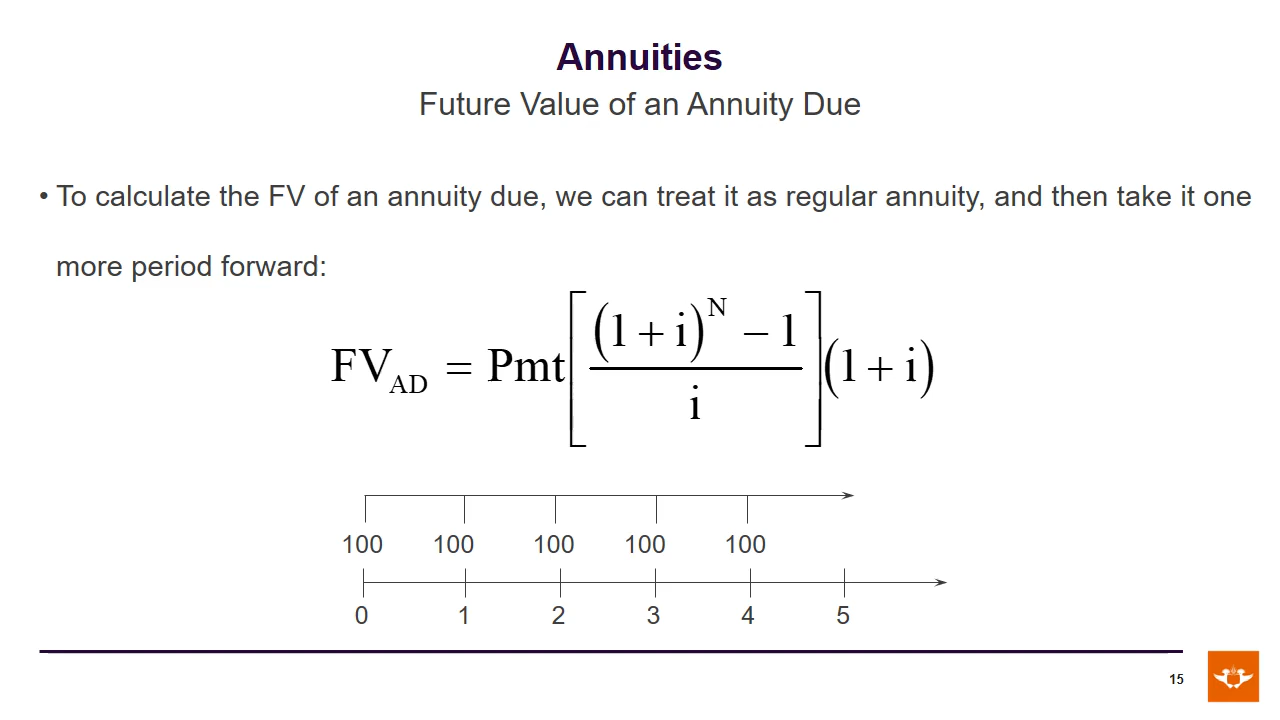 Annuities
Future Value of an Annuity Due
• To calculate the FV of an annuity due, we can treat it as regular annuity, and then take it one
more period forward:
FV_AD = Pmt[((1 + i)^N − 1) / i](1 + i)
100 100 100 100 100
0 1 2 3 4 5
15